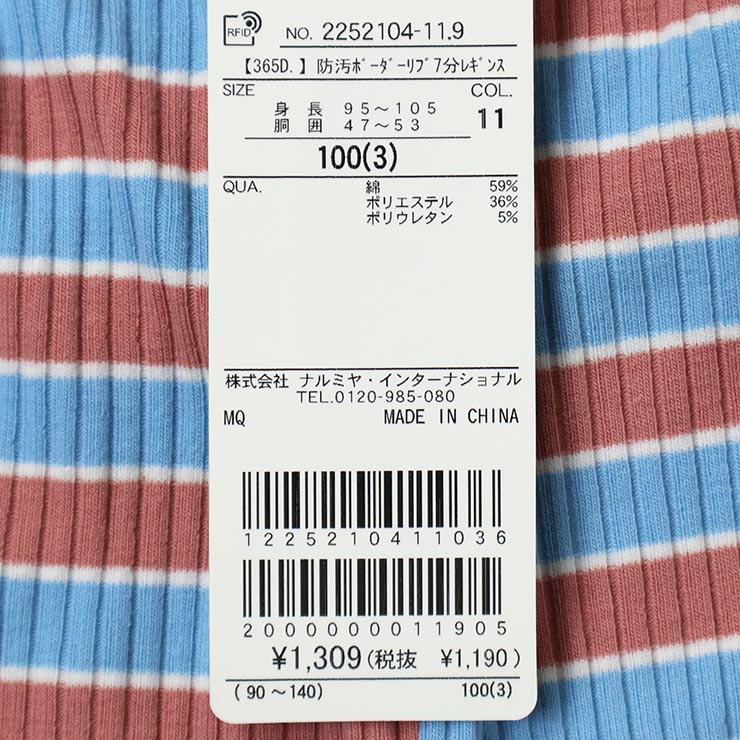 RFID
NO. 2252104-11.9
【365D.】防汚ﾎﾞｰﾀﾞｰﾘﾌﾞ7分ﾚｷﾞﾝｽ
SIZE COL.
身長 95～105
胴囲 47～53
11
100(3)
QUA. 綿 59%
ポリエステル 36%
ポリウレタン 5%
株式会社 ナルミヤ・インターナショナル
TEL.0120-985-080
MQ MADE IN CHINA
1225210411036
2000000011905
¥1,309(税抜 ¥1,190)
(90～140) 100(3)